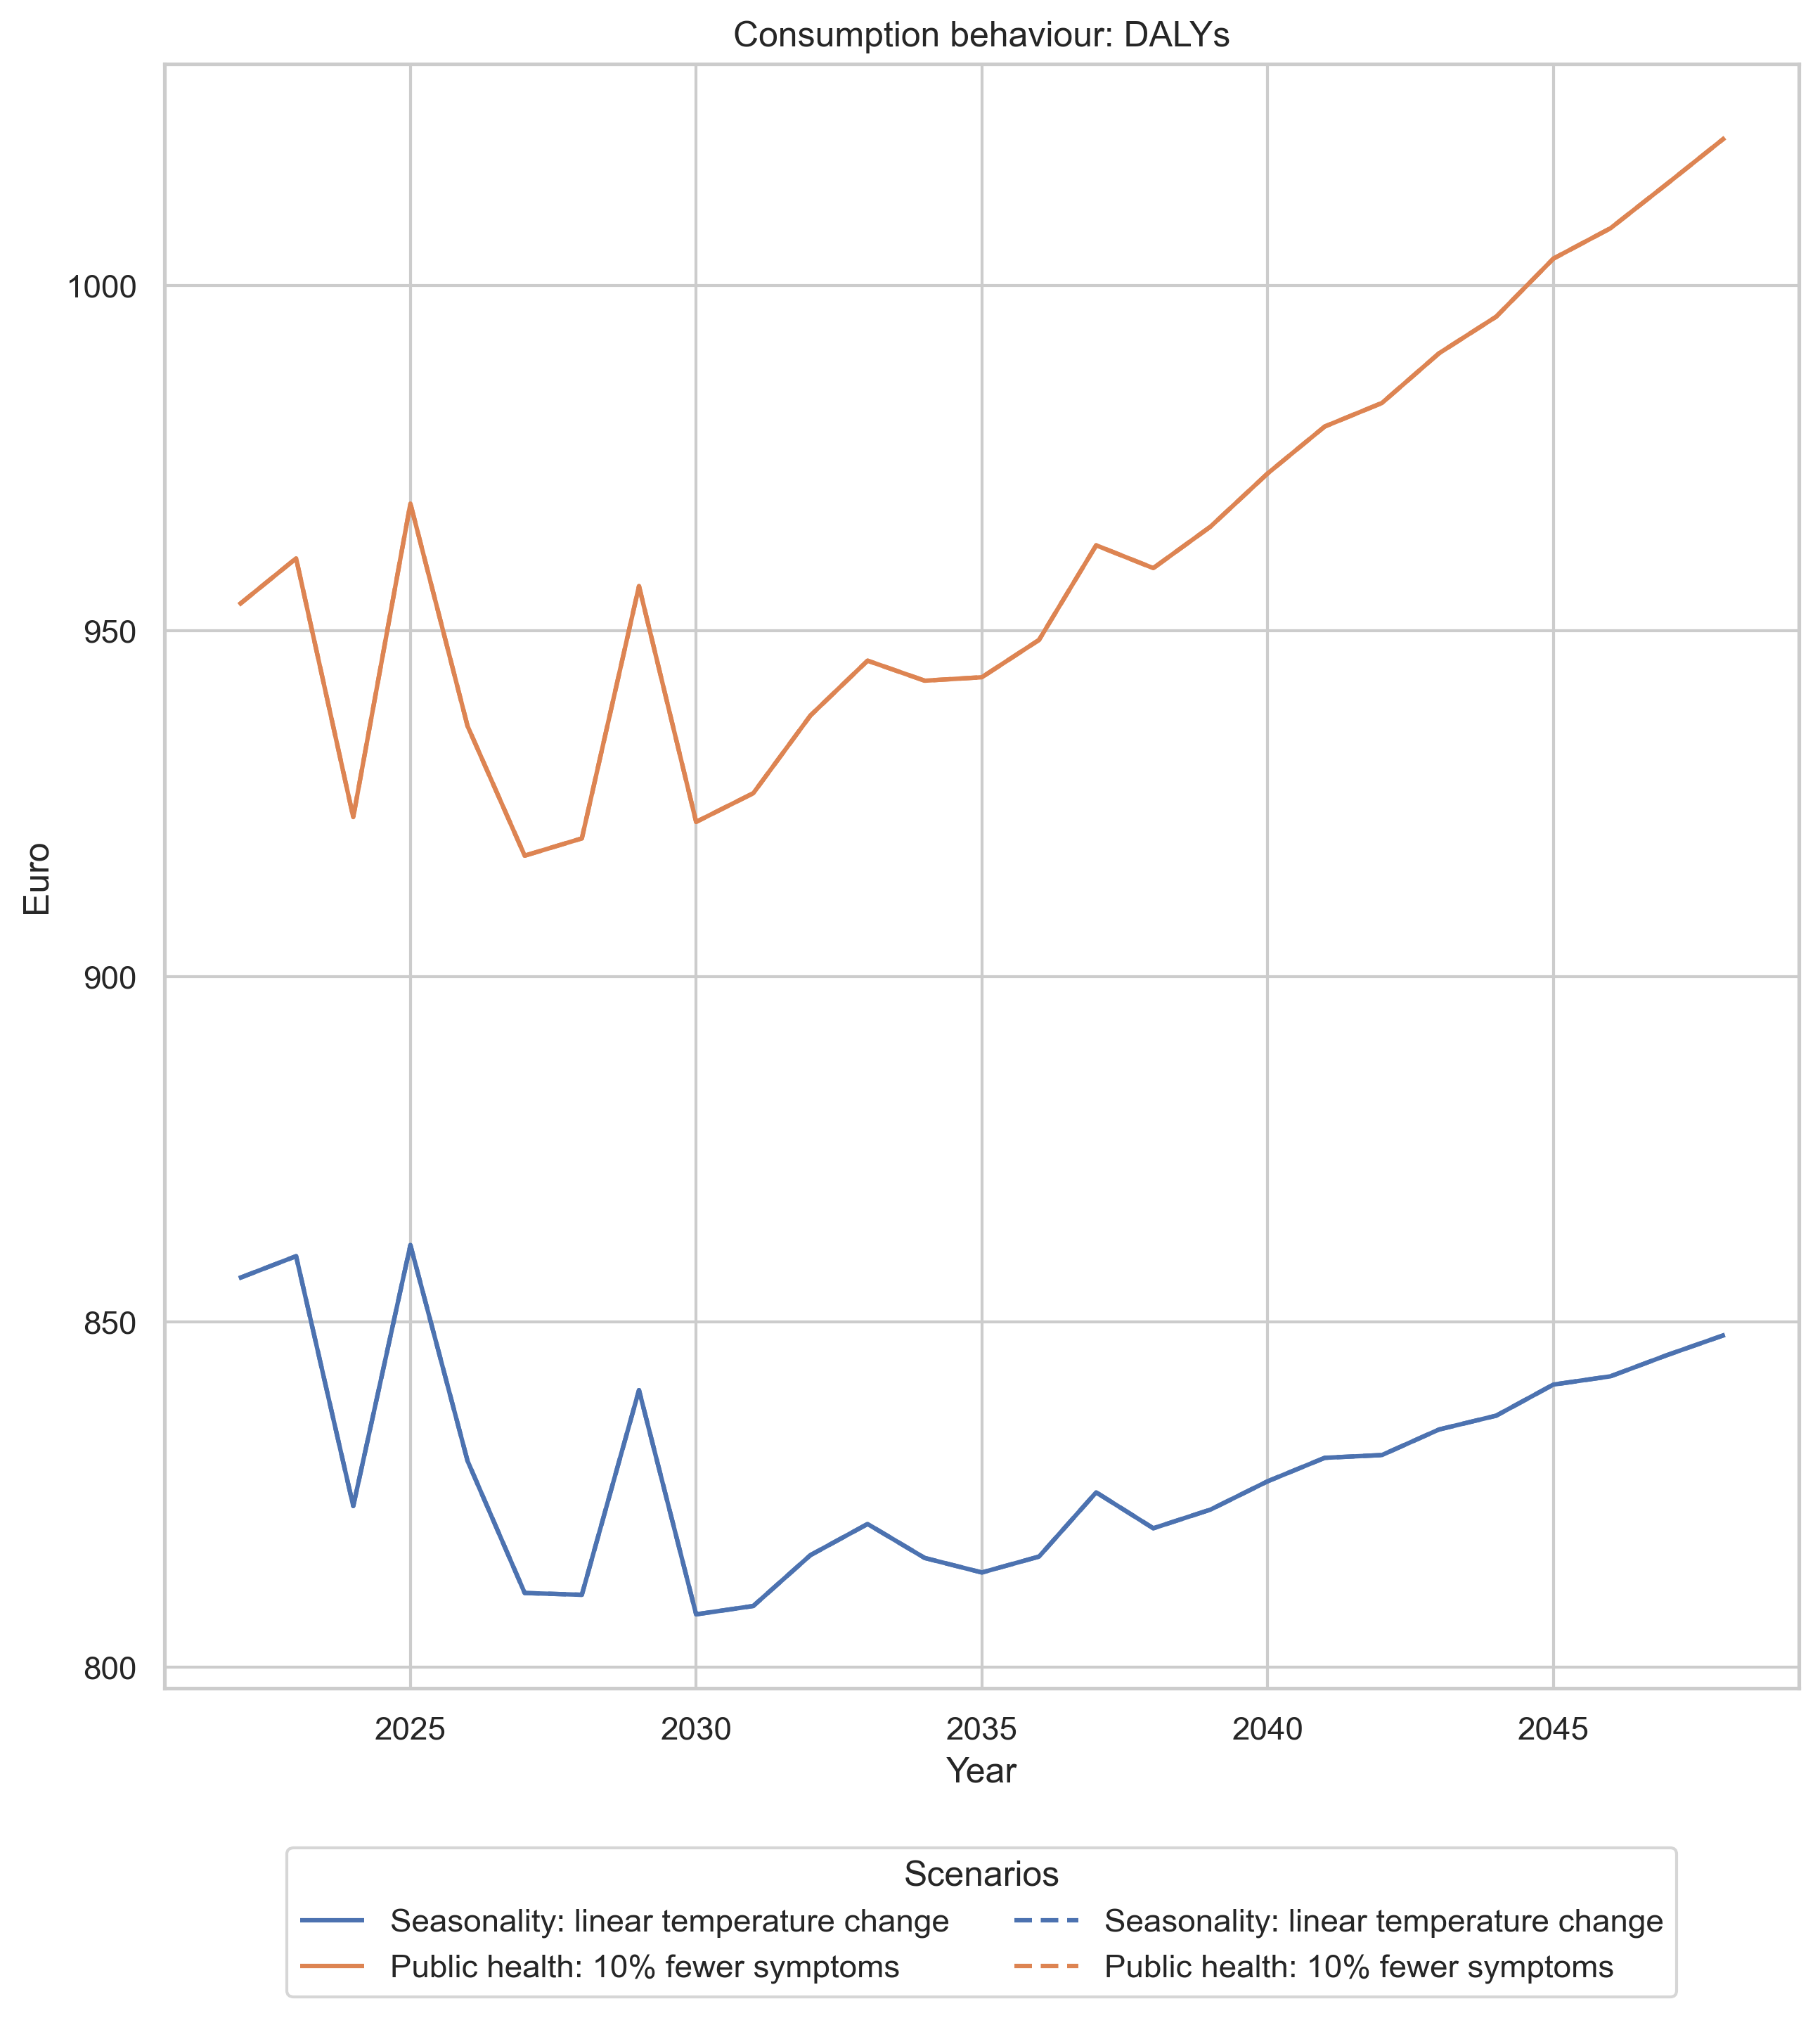 Consumption behaviour: DALYs
1000
950
900
850
800
Euro
2025 2030 2035 2040 2045
Year
Scenarios
Seasonality: linear temperature change Seasonality: linear temperature change
Public health: 10% fewer symptoms Public health: 10% fewer symptoms